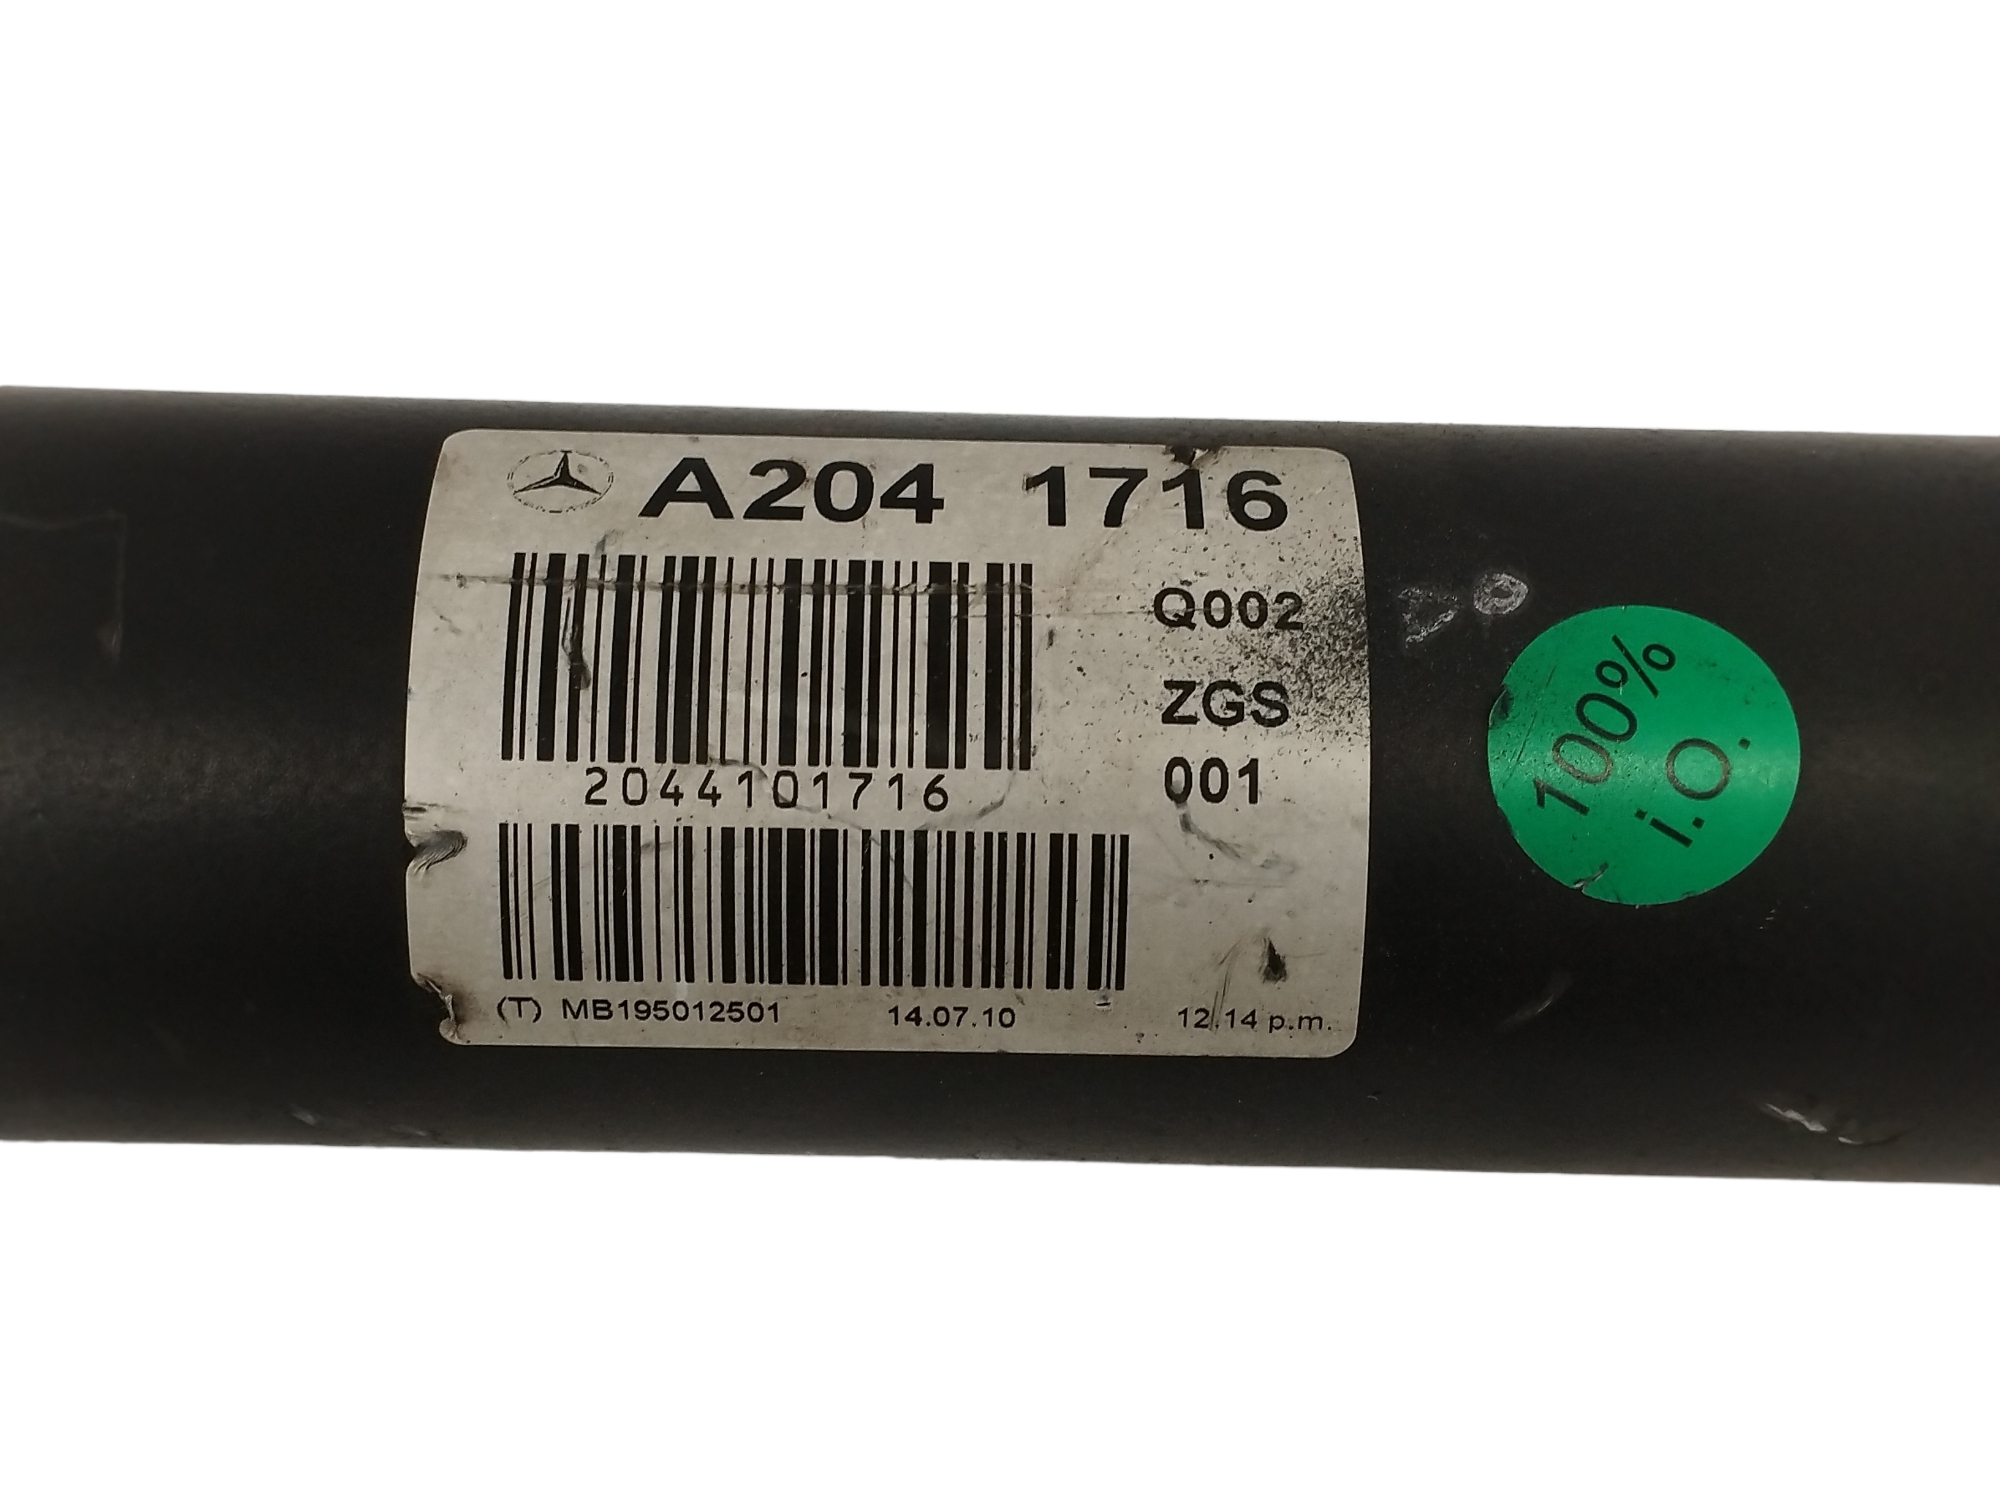 A204 1716
Q002
ZGS
001
2044101716
(T) MB195012501 14.07.10 12.14 p.m.
100%
i.O.